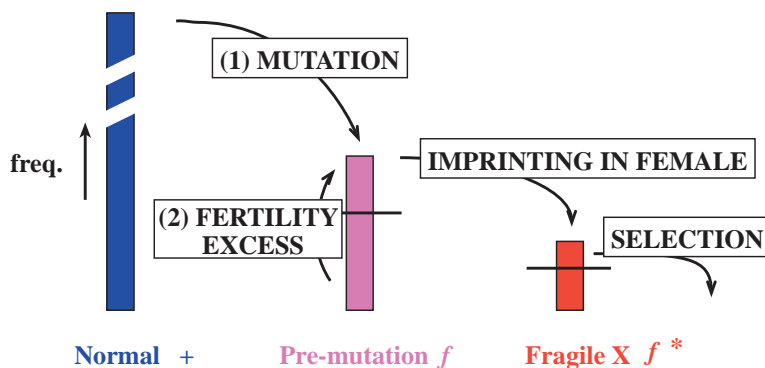 (1) MUTATION
freq.
IMPRINTING IN FEMALE
(2) FERTILITY
EXCESS
SELECTION
Normal +
Pre-mutation f
Fragile X f *